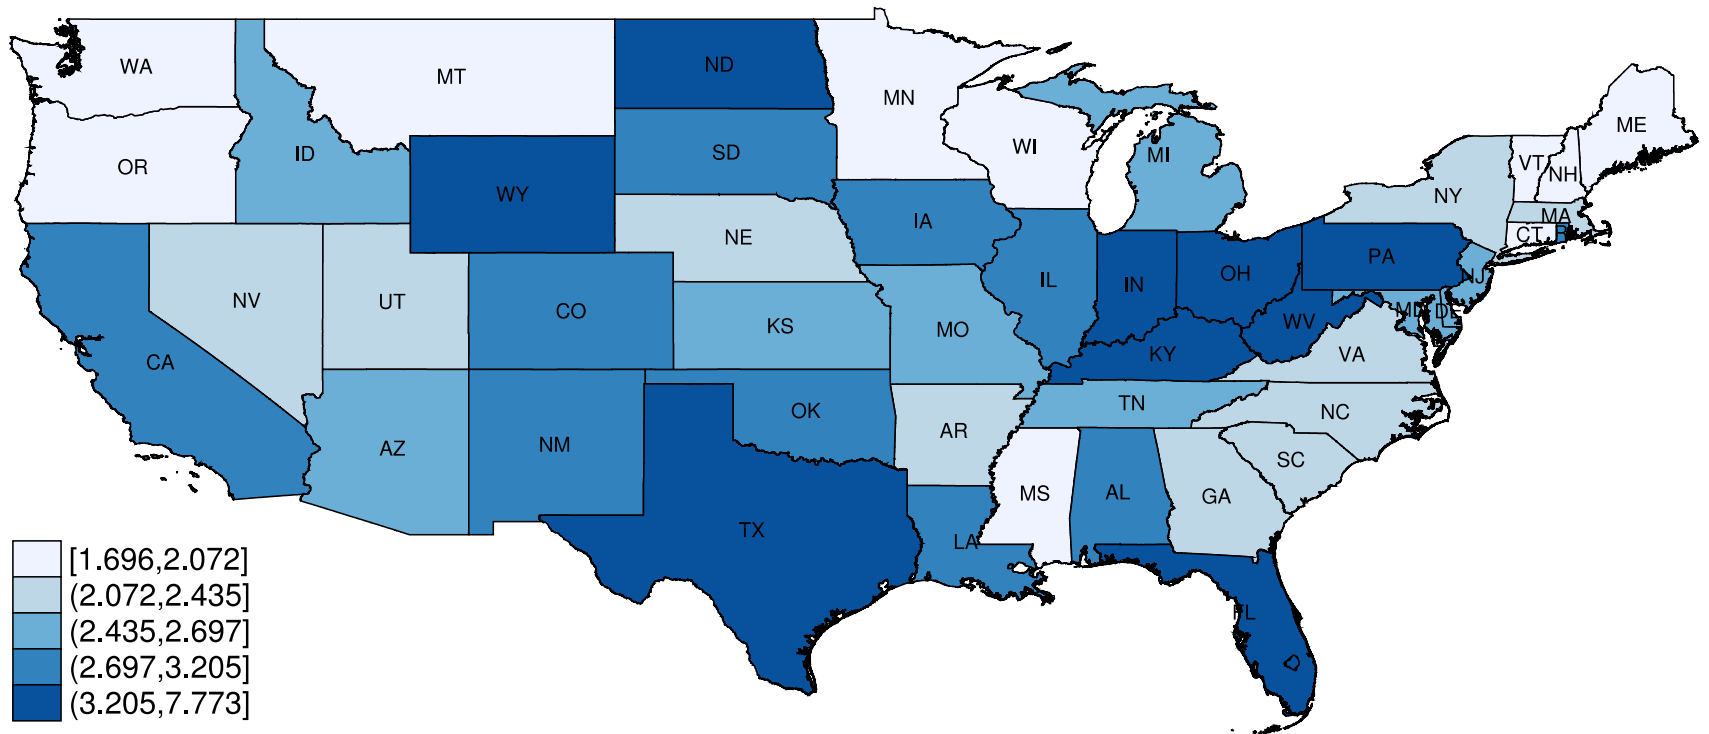 WA
MT
ND
MN
ME
OR
ID
SD
WI
MI
VT
NH
WY
NY
MA
IA
CT
NE
PA
OH
IN
IL
NJ
NV
UT
CO
KS
MO
MD
DE
WV
KY
VA
CA
TN
NC
OK
AR
AZ
NM
SC
MS
AL
GA
TX
LA
FL
[1.696,2.072]
(2.072,2.435]
(2.435,2.697]
(2.697,3.205]
(3.205,7.773]